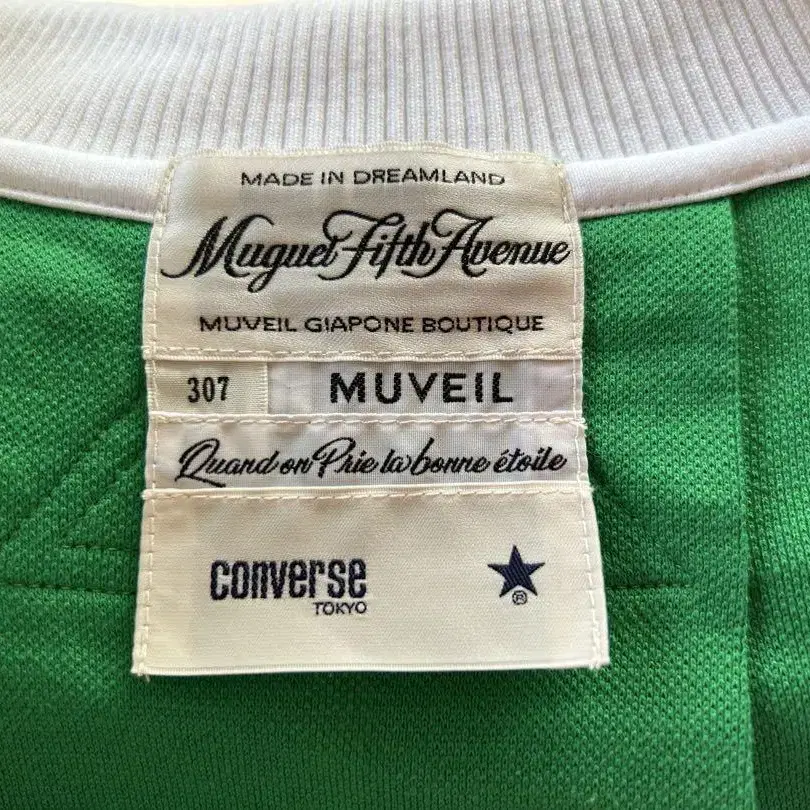 MADE IN DREAMLAND
Muguet Fifth Avenue
MUVEIL GIAPONE BOUTIQUE
307 MUVEIL
Quand on Prie la bonne étoile
converse
TOKYO
®